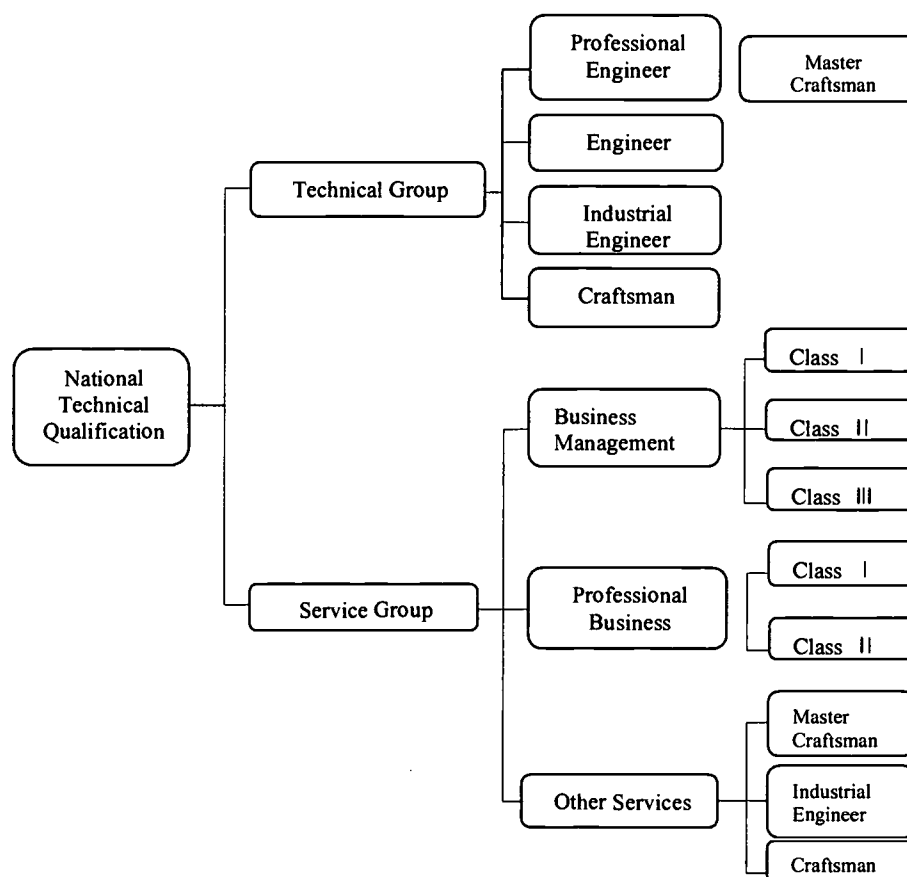 Professional
Engineer
Master
Craftsman
Engineer
Technical Group
Industrial
Engineer
Craftsman
National
Technical
Qualification
Business
Management
Class I
Class II
Class III
Service Group
Professional
Business
Class I
Class II
Other Services
Master
Craftsman
Industrial
Engineer
Craftsman